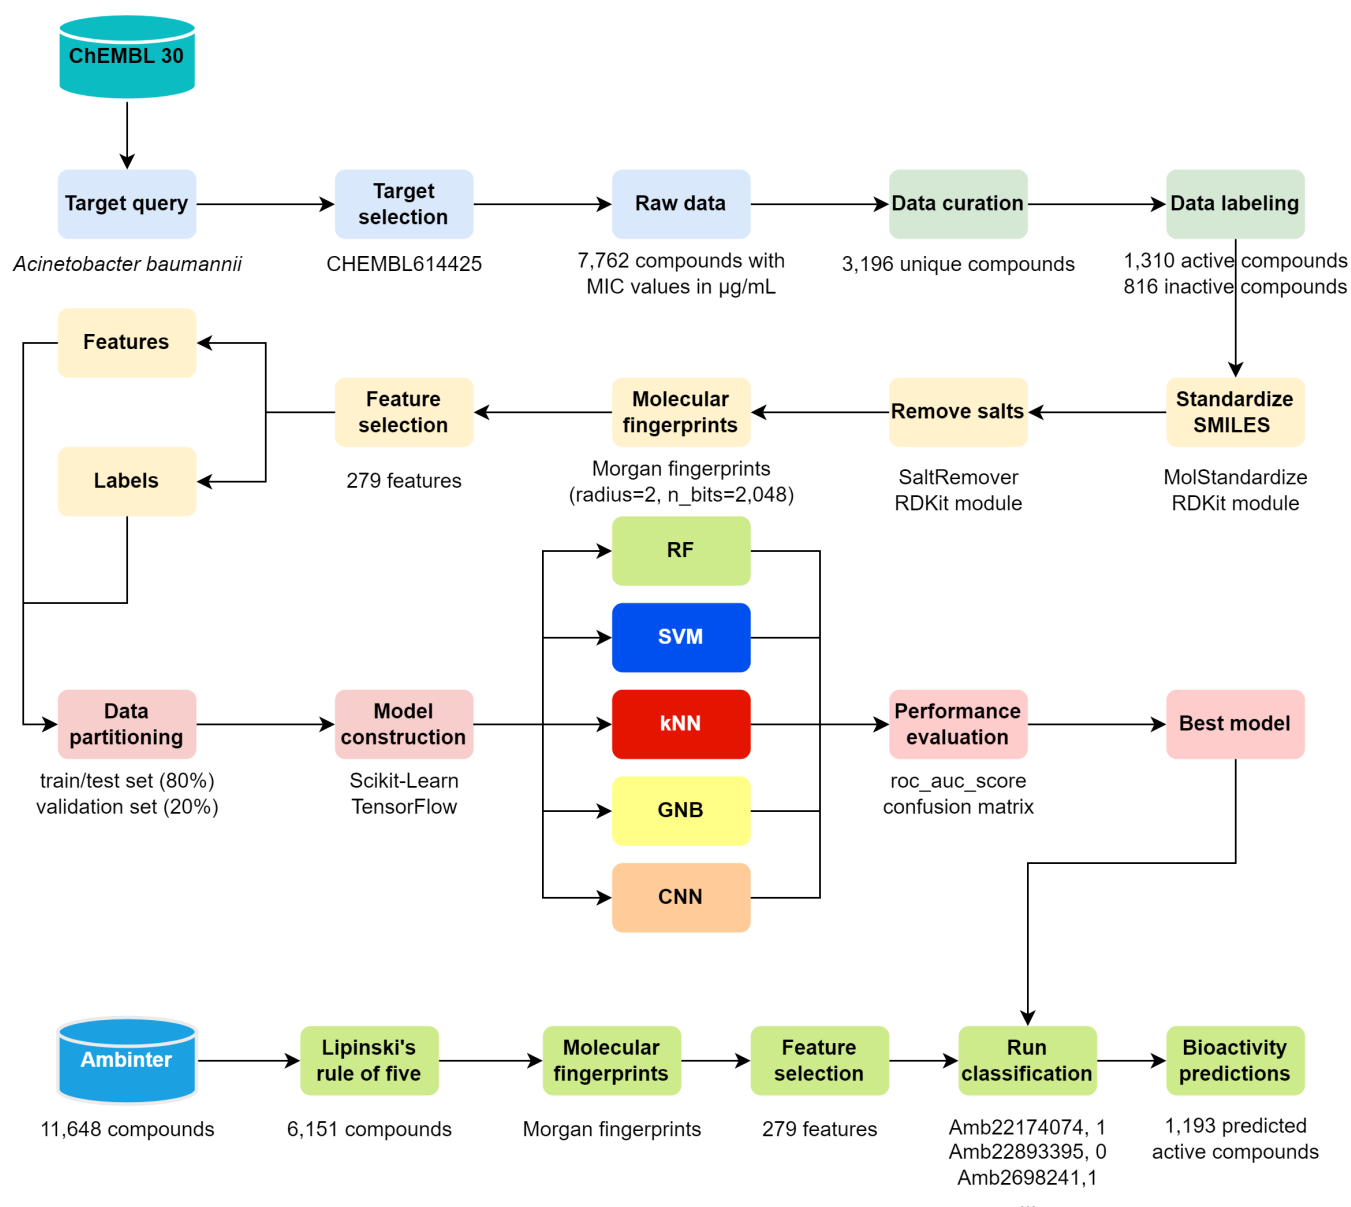 ChEMBL 30
Target query
Target
selection
Raw data
Data curation
Data labeling
Acinetobacter baumannii
CHEMBL614425
7,762 compounds with
MIC values in µg/mL
3,196 unique compounds
1,310 active compounds
816 inactive compounds
Features
Labels
Feature
selection
279 features
Molecular
fingerprints
Morgan fingerprints
(radius=2, n_bits=2,048)
Remove salts
SaltRemover
RDKit module
Standardize
SMILES
MolStandardize
RDKit module
RF
SVM
kNN
GNB
CNN
Data
partitioning
train/test set (80%)
validation set (20%)
Model
construction
Scikit-Learn
TensorFlow
Performance
evaluation
roc_auc_score
confusion matrix
Best model
Ambinter
11,648 compounds
Lipinski's
rule of five
6,151 compounds
Molecular
fingerprints
Morgan fingerprints
Feature
selection
279 features
Run
classification
Amb22174074, 1
Amb22893395, 0
Amb2698241,1
...
Bioactivity
predictions
1,193 predicted
active compounds